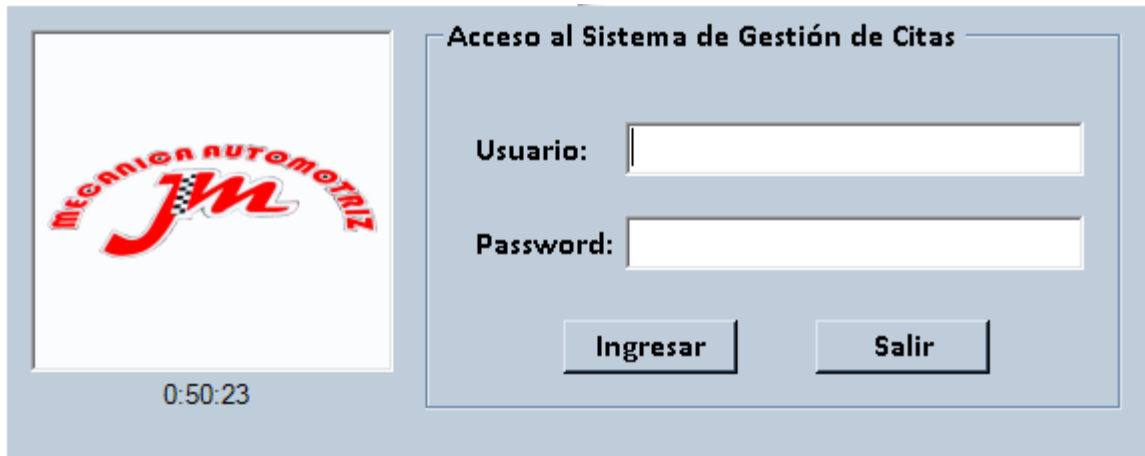 MECANICA AUTOMOTRIZ
JM
0:50:23
Acceso al Sistema de Gestión de Citas
Usuario:
Password:
Ingresar
Salir